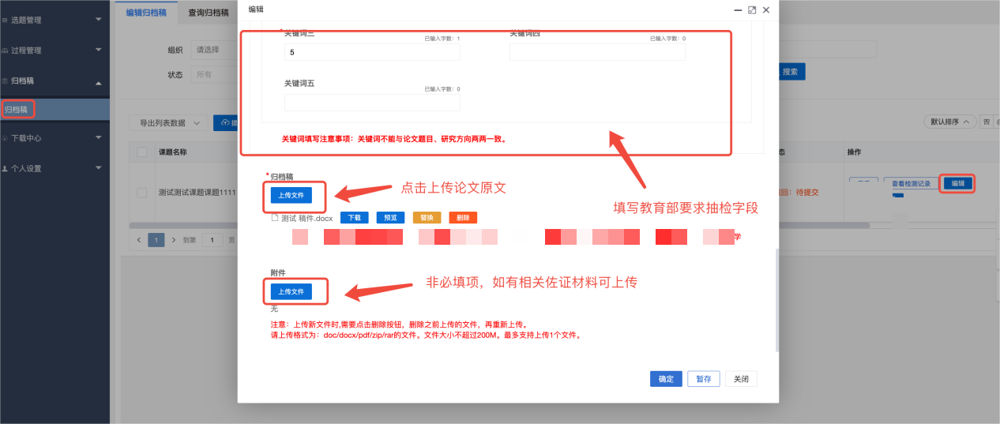 选题管理
过程管理
归档稿
归档稿
下载中心
个人设置
编辑归档稿
查询归档稿
组织
请选择
状态
所有
搜索
导出列表数据
提
默认排序
课题名称
态
操作
测试测试课题课题1111
回：待提交
查看检测记录
编辑
1
到第
1
页
编辑
关键词三
已输入字数：1
关键词四
已输入字数：0
5
关键词五
已输入字数：0
关键词填写注意事项：关键词不能与论文题目、研究方向两两一致。
*归档稿
上传文件
点击上传论文原文
填写教育部要求抽检字段
测试 稿件.docx
下载
预览
替换
删除
学
附件
上传文件
非必填项，如有相关佐证材料可上传
无
注意：上传新文件时,需要点击删除按钮，删除之前上传的文件，再重新上传。
请上传格式为：doc/docx/pdf/zip/rar的文件。文件大小不超过200M。最多支持上传1个文件。
确定
暂存
关闭